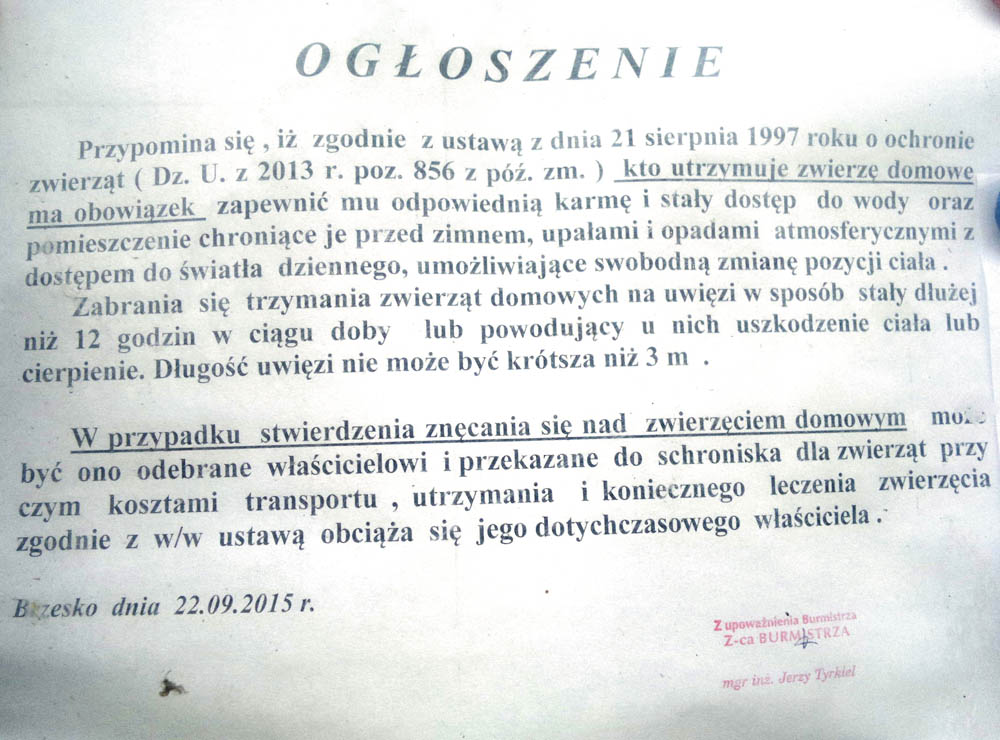 OGŁOSZENIE
Przypomina się , iż zgodnie z ustawą z dnia 21 sierpnia 1997 roku o ochronie
zwierząt ( Dz. U. z 2013 r. poz. 856 z póź. zm. ) kto utrzymuje zwierzę domowe
ma obowiązek zapewnić mu odpowiednią karmę i stały dostęp do wody oraz
pomieszczenie chroniące je przed zimnem, upałami i opadami atmosferycznymi z
dostępem do światła dziennego, umożliwiające swobodną zmianę pozycji ciała .
Zabrania się trzymania zwierząt domowych na uwięzi w sposób stały dłużej
niż 12 godzin w ciągu doby lub powodujący u nich uszkodzenie ciała lub
cierpienie. Długość uwięzi nie może być krótsza niż 3 m .
W przypadku stwierdzenia znęcania się nad zwierzęciem domowym może
być ono odebrane właścicielowi i przekazane do schroniska dla zwierząt przy
czym kosztami transportu , utrzymania i koniecznego leczenia zwierzęcia
zgodnie z w/w ustawą obciąża się jego dotychczasowego właściciela .
Brzesko dnia 22.09.2015 r.
Z upoważnienia Burmistrza
Z-ca BURMISTRZA
mgr inż. Jerzy Tyrkiel